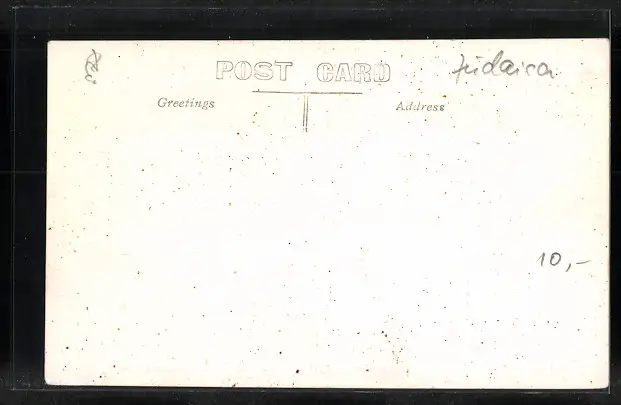 POST CARD Judaica
Greetings Address
10,-